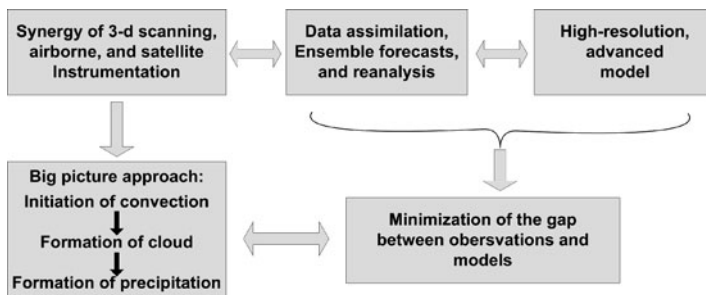 Synergy of 3-d scanning,
airborne, and satellite
Instrumentation
Data assimilation,
Ensemble forecasts,
and reanalysis
High-resolution,
advanced
model
Big picture approach:
Initiation of convection
Formation of cloud
Formation of precipitation
Minimization of the gap
between obersvations and
models